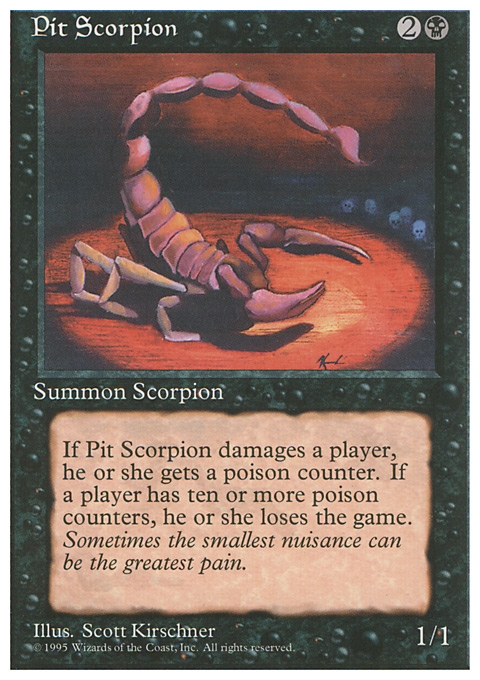 Pit Scorpion 2
Summon Scorpion
If Pit Scorpion damages a player,
he or she gets a poison counter. If
a player has ten or more poison
counters, he or she loses the game.
Sometimes the smallest nuisance can
be the greatest pain.
Illus. Scott Kirschner
© 1995 Wizards of the Coast, Inc. All rights reserved.
1/1